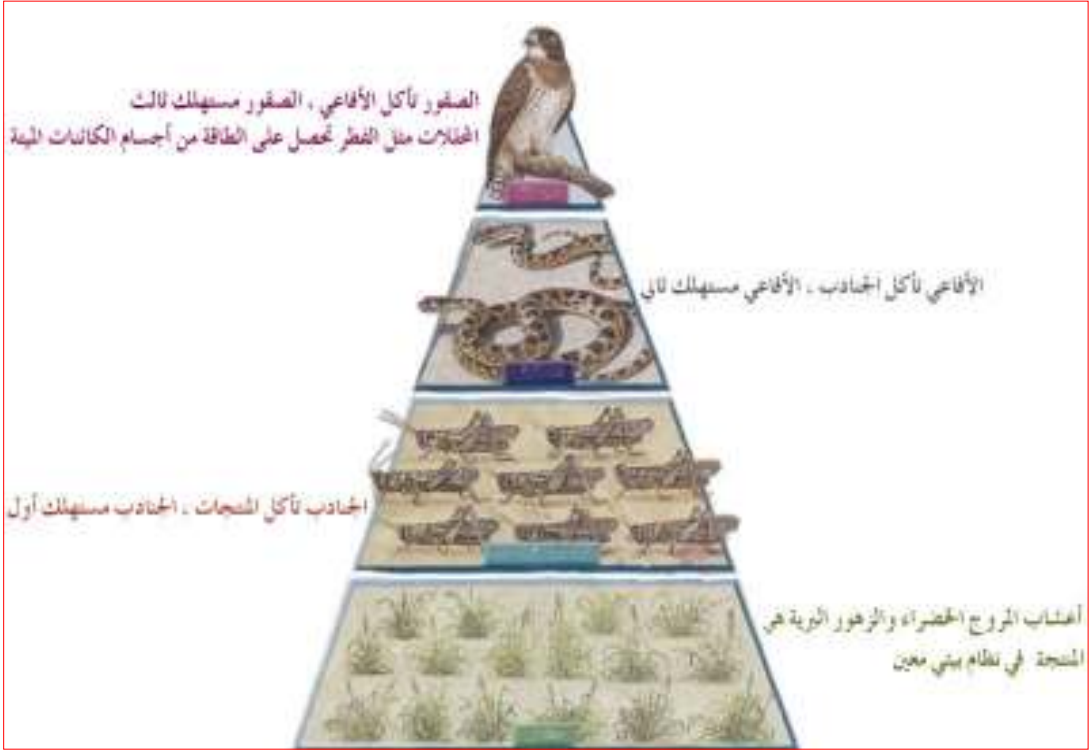 الصقور تأكل الأفاعي ، الصقور مستهلك ثالث
المحللات مثل الفطر تحصل على الطاقة من أجسام الكائنات الميتة
الأفاعي تأكل الجنادب ، الأفاعي مستهلك ثاني
الجنادب تأكل المنتجات ، الجنادب مستهلك أول
أعشاب المروج الخضراء والزهور البرية هي
المنتجة في نظام بيئي معين